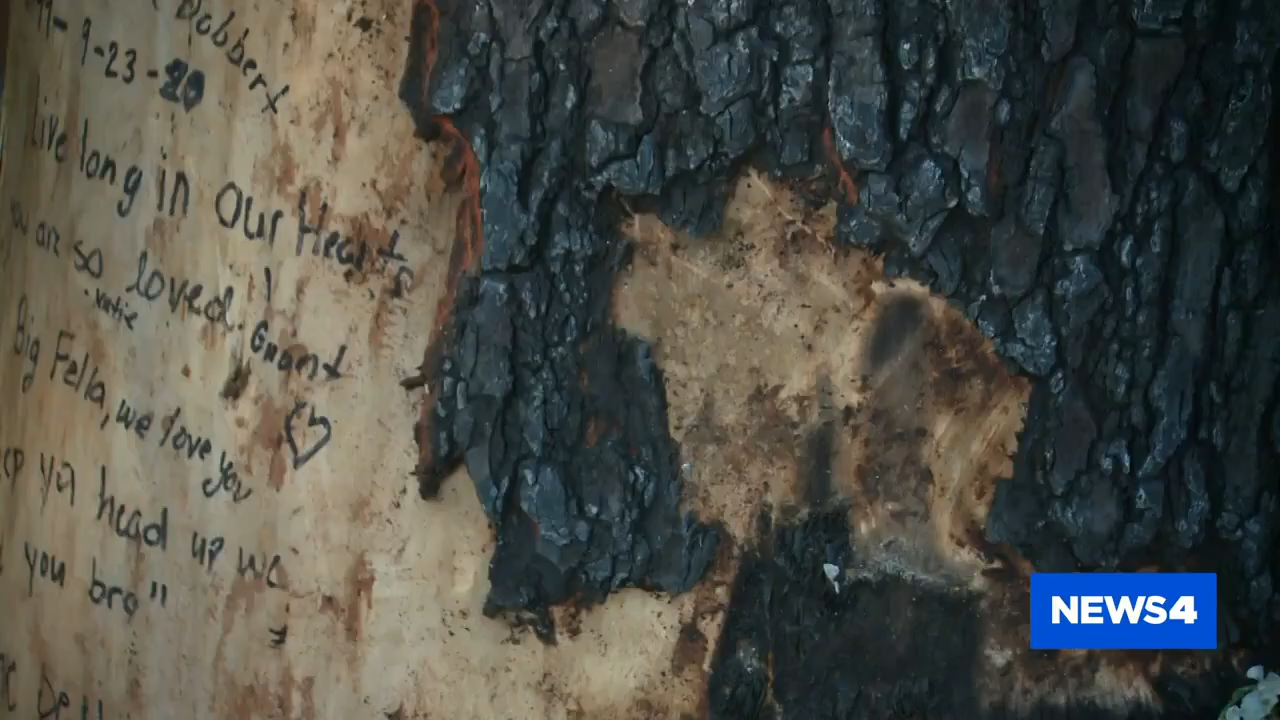 Dobbert
9-23-20
Live long in Our Hearts
are so loved!
Katie
Grant
Big Fella, we love you
ya head up we
you bro"
NEWS4